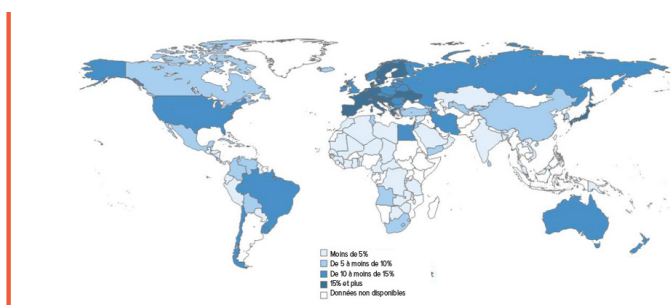 Moins de 5%
De 5 à moins de 10%
De 10 à moins de 15%
15% et plus
Données non disponibles
t